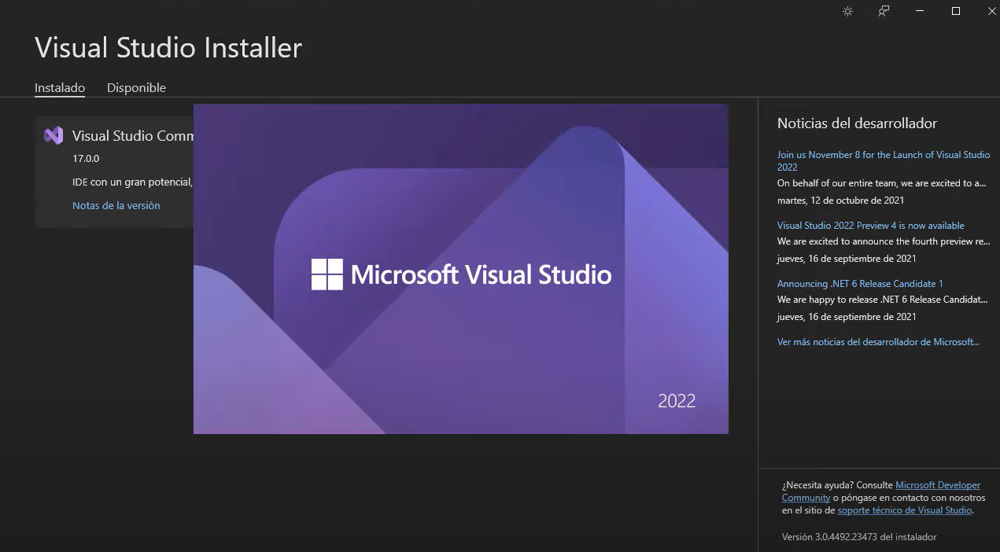 Visual Studio Installer
Instalado
Disponible
Visual Studio Comm
17.0.0
IDE con un gran potencial,
Notas de la versión
Microsoft Visual Studio
2022
Noticias del desarrollador
Join us November 8 for the Launch of Visual Studio
2022
On behalf of our entire team, we are excited to a...
martes, 12 de octubre de 2021
Visual Studio 2022 Preview 4 is now available
We are excited to announce the fourth preview re...
jueves, 16 de septiembre de 2021
Announcing .NET 6 Release Candidate 1
We are happy to release .NET 6 Release Candidat...
jueves, 16 de septiembre de 2021
Ver más noticias del desarrollador de Microsoft...
¿Necesita ayuda? Consulte Microsoft Developer
Community o póngase en contacto con nosotros
en el sitio de soporte técnico de Visual Studio.
Versión 3.0.4492.23473 del instalador